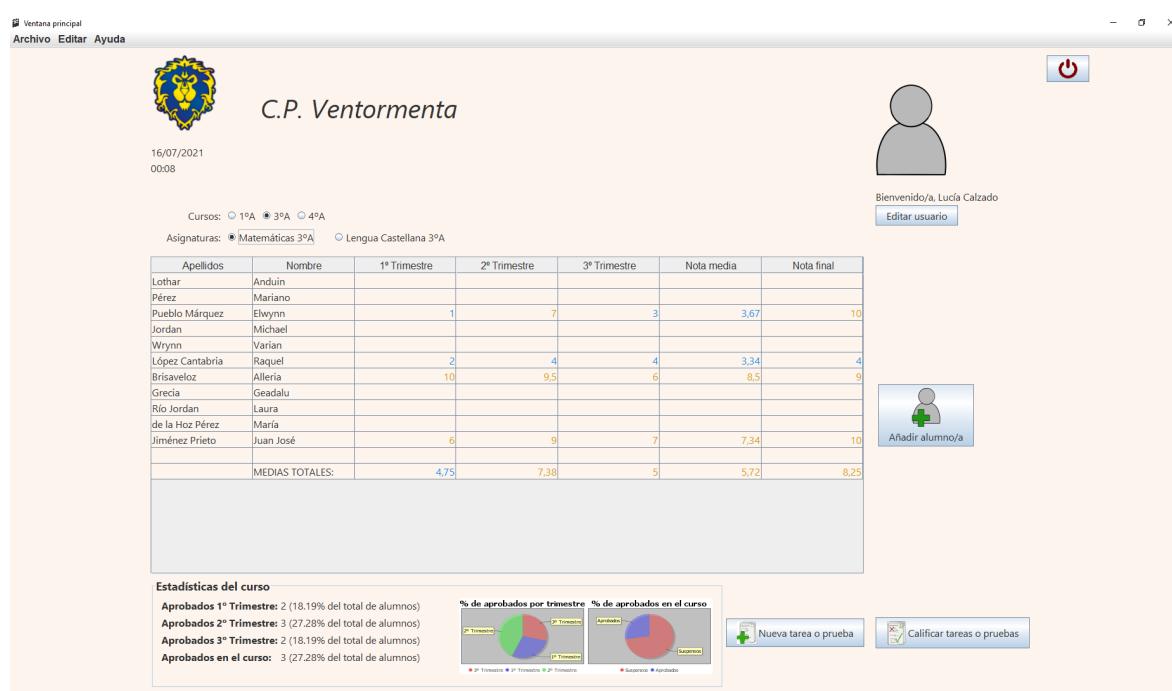 Ventana principal
Archivo Editar Ayuda
C.P. Ventormenta
16/07/2021
00:08
Bienvenido/a, Lucía Calzado
Editar usuario
Cursos: 1ºA 3ºA 4ºA
Asignaturas: Matemáticas 3ºA Lengua Castellana 3ºA
Apellidos Nombre 1º Trimestre 2º Trimestre 3º Trimestre Nota media Nota final
Lothar Anduin
Pérez Mariano
Pueblo Márquez Elwynn 1 7 3 3,67 10
Jordan Michael
Wrynn Varian
López Cantabria Raquel 2 4 4 3,34 4
Brisaveloz Alleria 10 9,5 6 8,5 9
Grecia Geadalu
Río Jordan Laura
de la Hoz Pérez María
Jiménez Prieto Juan José 6 9 7 7,34 10
MEDIAS TOTALES: 4,75 7,38 5 5,72 8,25
Añadir alumno/a
Estadísticas del curso
Aprobados 1º Trimestre: 2 (18.19% del total de alumnos)
Aprobados 2º Trimestre: 3 (27.28% del total de alumnos)
Aprobados 3º Trimestre: 2 (18.19% del total de alumnos)
Aprobados en el curso: 3 (27.28% del total de alumnos)
% de aprobados por trimestre
2º Trimestre
% de aprobados en el curso
Aprobados
Suspensos
Suspensos Aprobados
Nueva tarea o prueba
Calificar tareas o pruebas